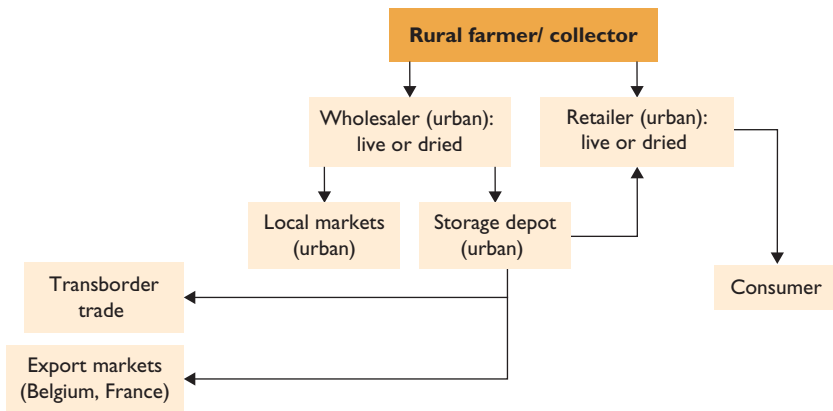 Rural farmer/ collector
Wholesaler (urban):
live or dried
Retailer (urban):
live or dried
Local markets
(urban)
Storage depot
(urban)
Transborder
trade
Consumer
Export markets
(Belgium, France)